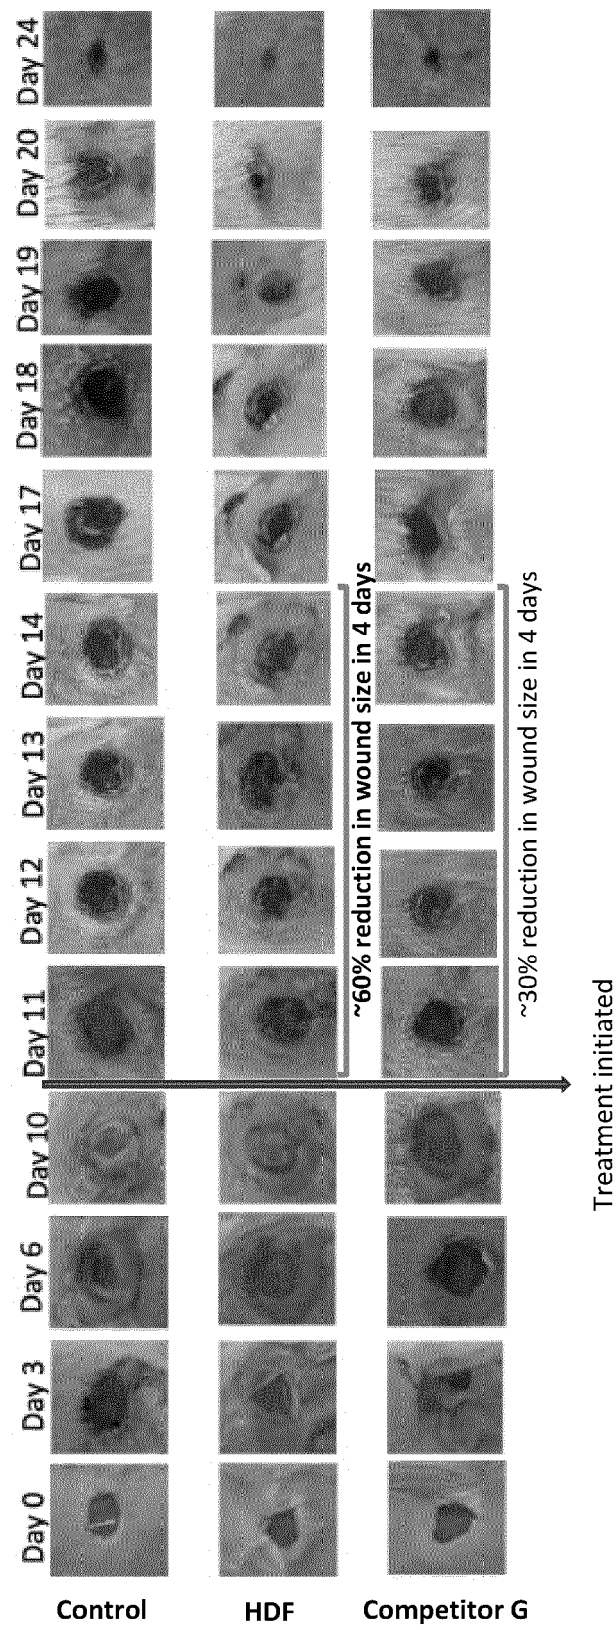 Day 0
Day 3
Day 6
Day 10
Day 11
Day 12
Day 13
Day 14
Day 17
Day 18
Day 19
Day 20
Day 24
Control
HDF
~60% reduction in wound size in 4 days
Competitor G
~30% reduction in wound size in 4 days
Treatment initiated